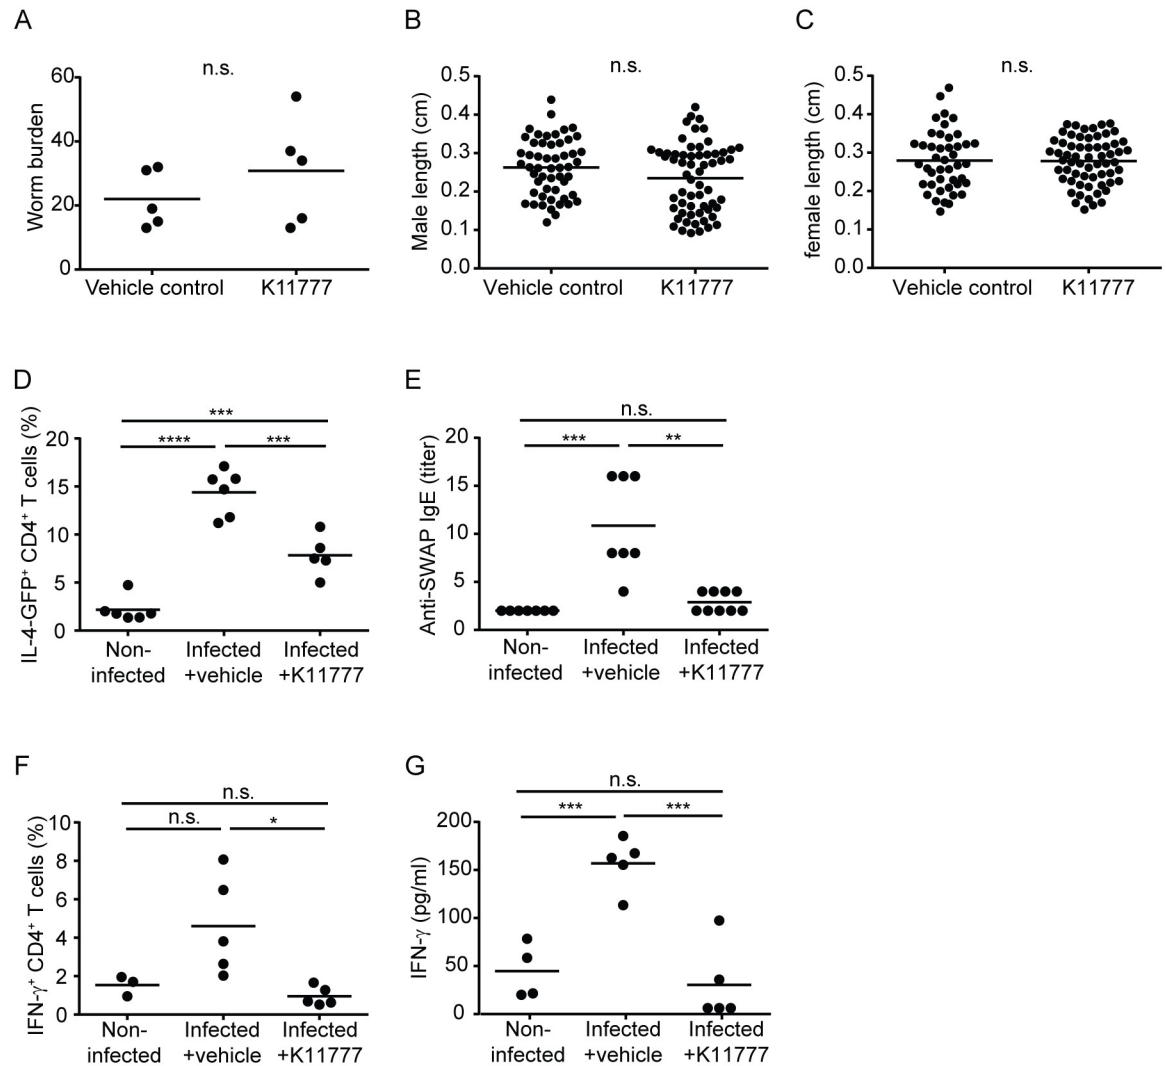 A
n.s.
Worm burden
60
40
20
0
Vehicle control
K11777
B
n.s.
Male length (cm)
0.5
0.4
0.3
0.2
0.1
0.0
Vehicle control
K11777
C
n.s.
female length (cm)
0.5
0.4
0.3
0.2
0.1
0.0
Vehicle control
K11777
D
***
****
***
IL-4-GFP⁺ CD4⁺ T cells (%)
20
15
10
5
0
Non-
infected
Infected
+vehicle
Infected
+K11777
E
n.s.
***
**
Anti-SWAP IgE (titer)
20
15
10
5
0
Non-
infected
Infected
+vehicle
Infected
+K11777
F
n.s.
n.s.
*
IFN-γ⁺ CD4⁺ T cells (%)
10
8
6
4
2
0
Non-
infected
Infected
+vehicle
Infected
+K11777
G
n.s.
***
***
IFN-γ (pg/ml)
200
150
100
50
0
Non-
infected
Infected
+vehicle
Infected
+K11777